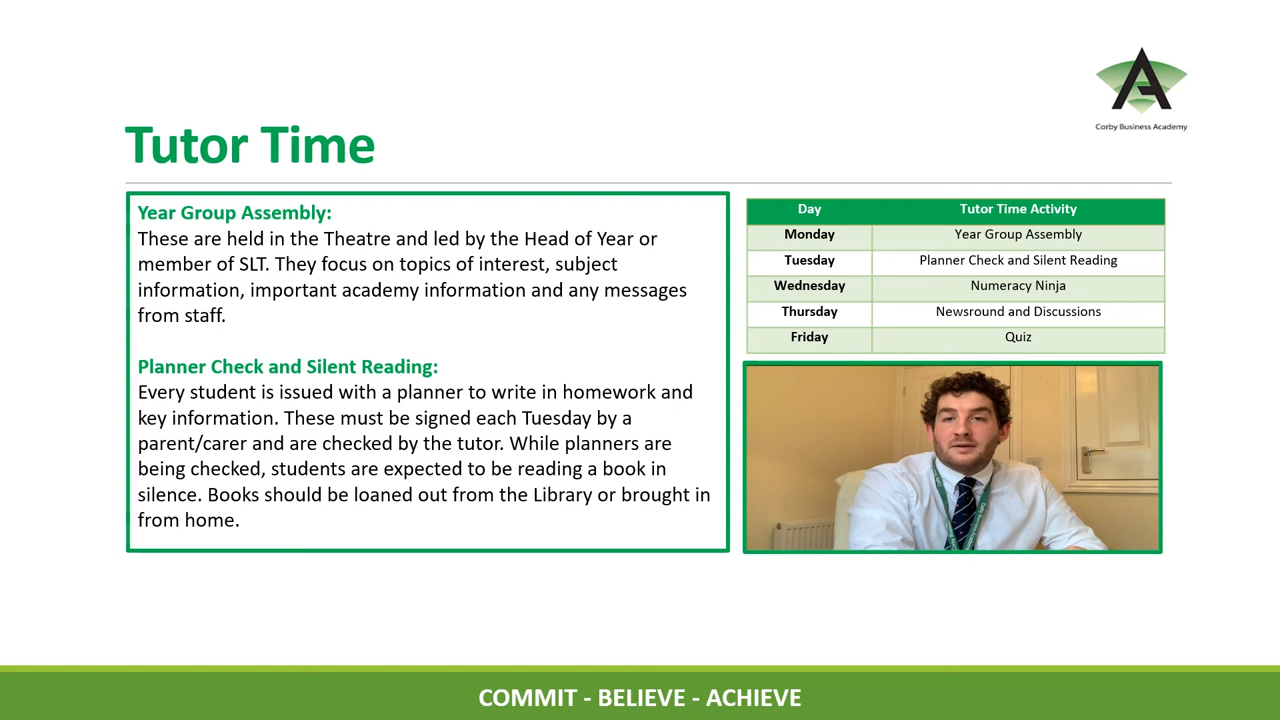 Corby Business Academy
Tutor Time
Year Group Assembly:
These are held in the Theatre and led by the Head of Year or
member of SLT. They focus on topics of interest, subject
information, important academy information and any messages
from staff.
Planner Check and Silent Reading:
Every student is issued with a planner to write in homework and
key information. These must be signed each Tuesday by a
parent/carer and are checked by the tutor. While planners are
being checked, students are expected to be reading a book in
silence. Books should be loaned out from the Library or brought in
from home.
Day Tutor Time Activity
Monday Year Group Assembly
Tuesday Planner Check and Silent Reading
Wednesday Numeracy Ninja
Thursday Newsround and Discussions
Friday Quiz
COMMIT - BELIEVE - ACHIEVE